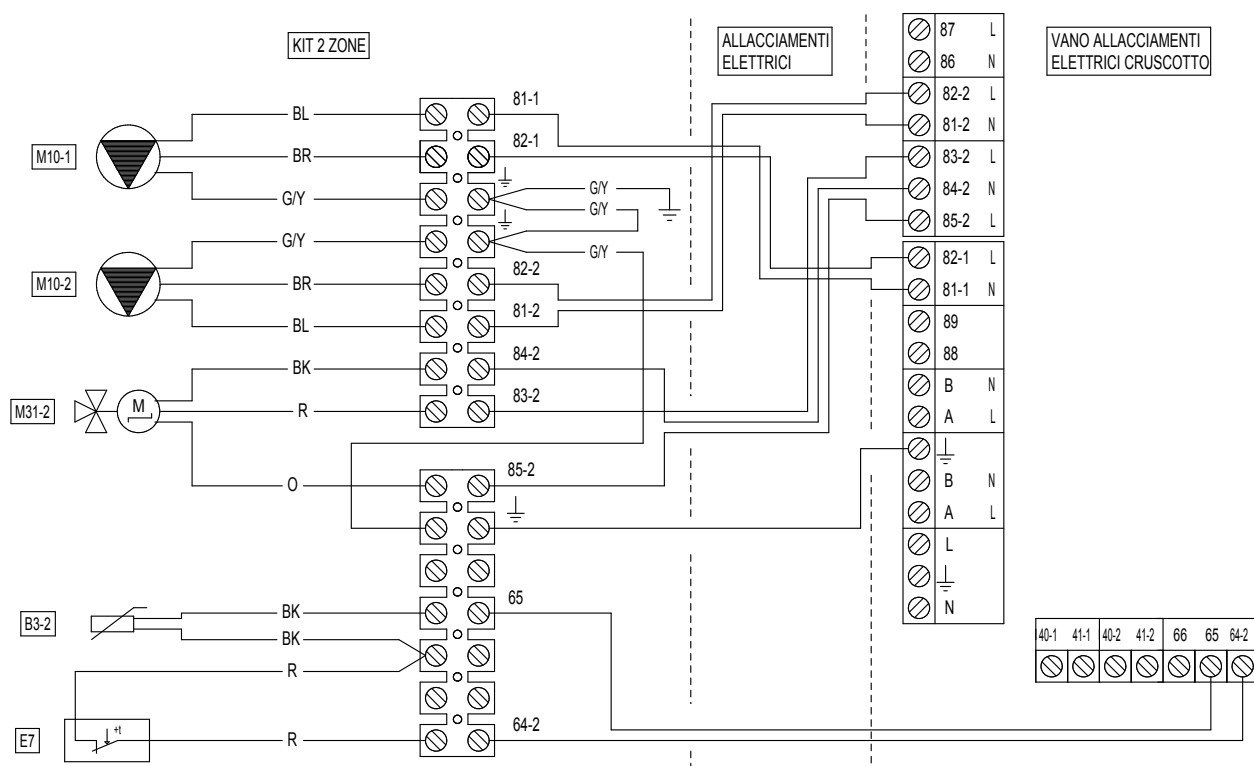 KIT 2 ZONE
ALLACCIAMENTI
ELETTRICI
VANO ALLACCIAMENTI
ELETTRICI CRUSCOTTO
M10-1
BL
BR
G/Y
M10-2
G/Y
BR
BL
M31-2
M
BK
R
O
B3-2
BK
BK
R
E7
+t
R
81-1
82-1
G/Y
G/Y
G/Y
82-2
81-2
84-2
83-2
85-2
65
64-2
87 L
86 N
82-2 L
81-2 N
83-2 L
84-2 N
85-2 L
82-1 L
81-1 N
89
88
B N
A L
B N
A L
L
N
40-1 41-1 40-2 41-2 66 65 64-2